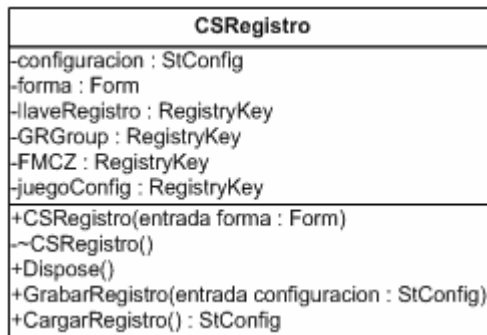 CSRegistro
-configuracion : StConfig
-forma : Form
-llaveRegistro : RegistryKey
-GRGroup : RegistryKey
-FMCZ : RegistryKey
-juegoConfig : RegistryKey
+CSRegistro(entrada forma : Form)
-~CSRegistro()
+Dispose()
+GrabarRegistro(entrada configuracion : StConfig)
+CargarRegistro() : StConfig